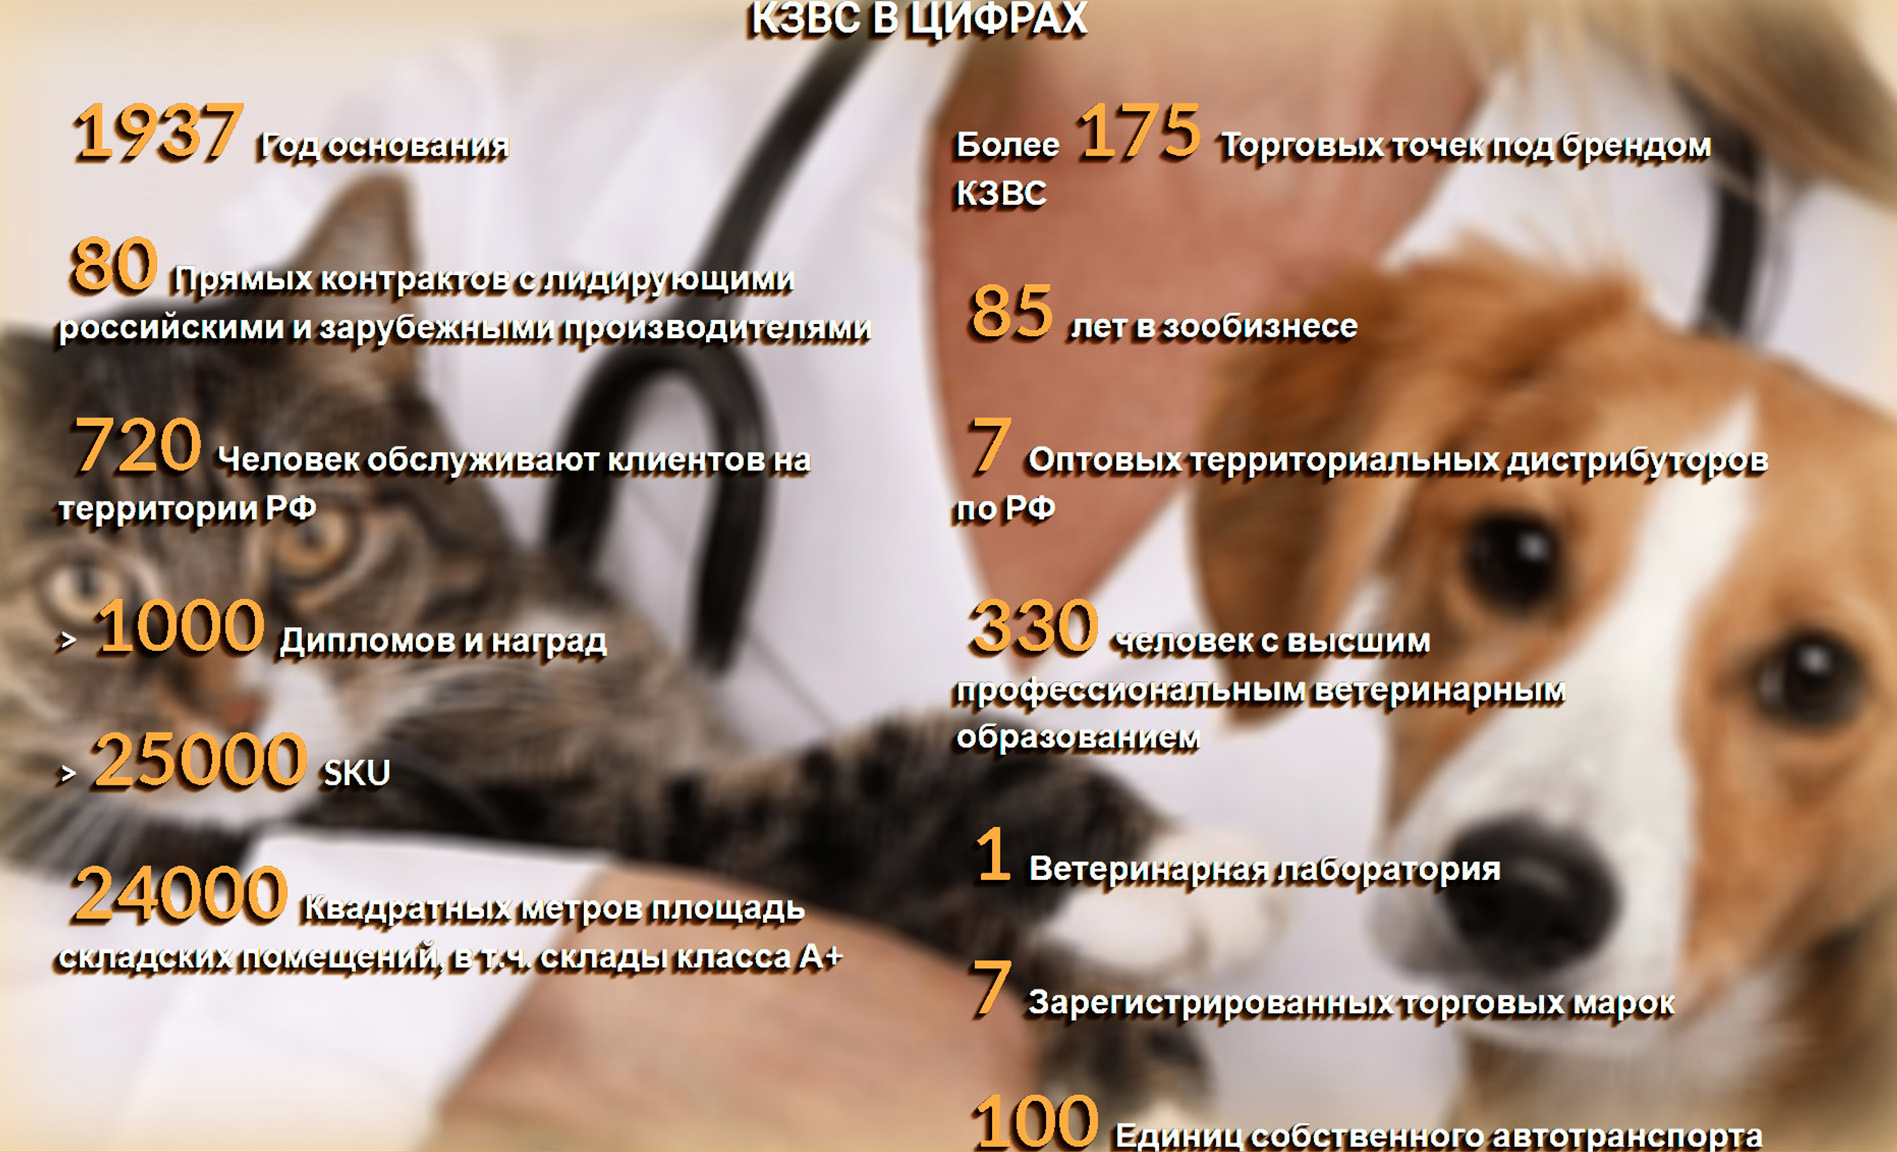 КЗВС В ЦИФРАХ
1937 Год основания
80 Прямых контрактов с лидирующими
российскими и зарубежными производителями
720 Человек обслуживают клиентов на
территории РФ
> 1000 Дипломов и наград
> 25000 SKU
24000 Квадратных метров площадь
складских помещений, в т.ч. склады класса А+
Более 175 Торговых точек под брендом
КЗВС
85 лет в зообизнесе
7 Оптовых территориальных дистрибуторов
по РФ
330 человек с высшим
профессиональным ветеринарным
образованием
1 Ветеринарная лаборатория
7 Зарегистрированных торговых марок
100 Единиц собственного автотранспорта